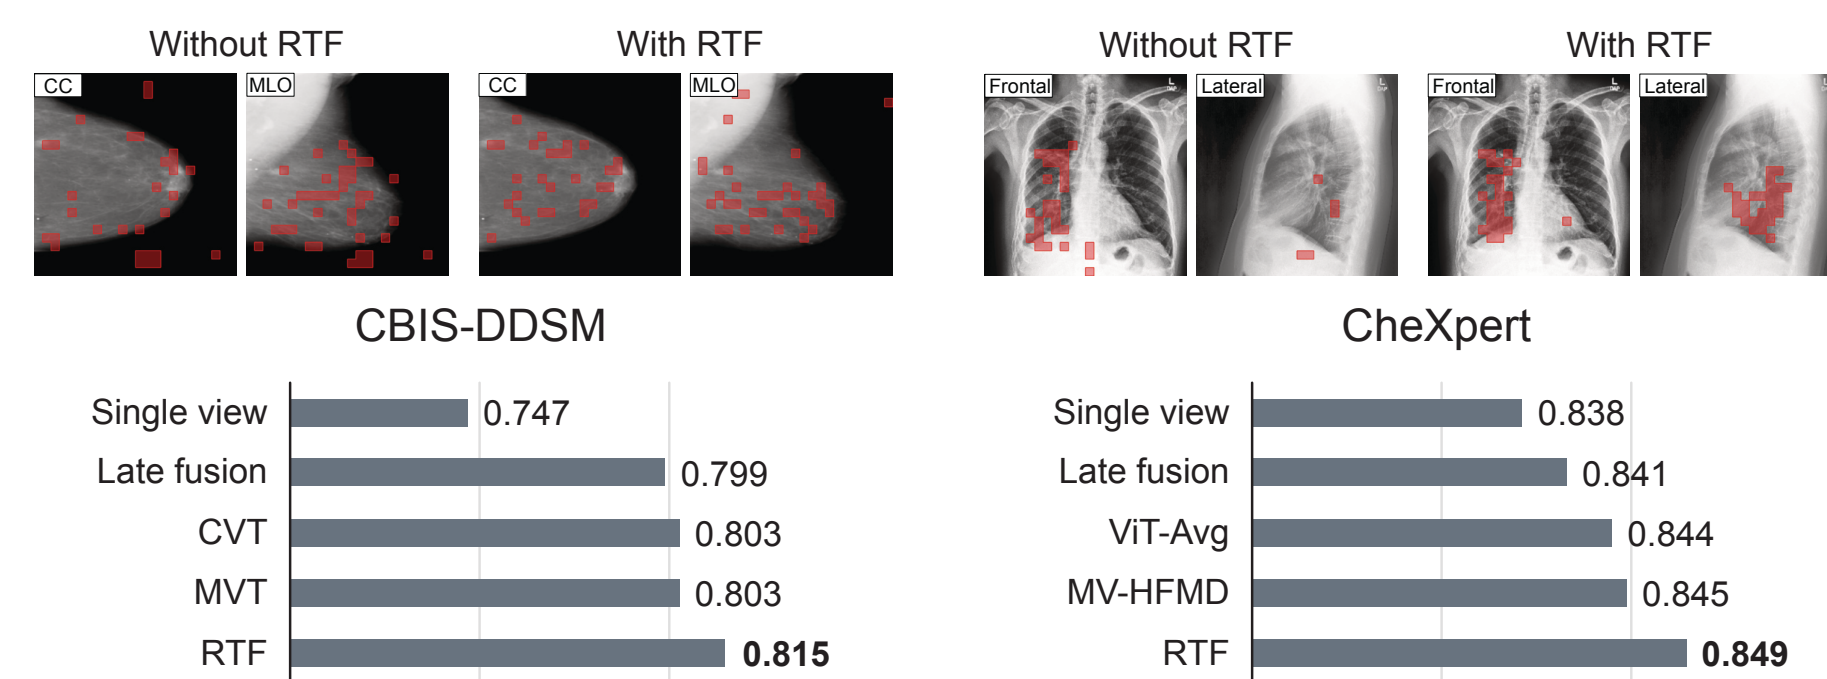 Without RTF
With RTF
CC
MLO
CC
MLO
CBIS-DDSM
Single view 0.747
Late fusion 0.799
CVT 0.803
MVT 0.803
RTF 0.815
Without RTF
With RTF
Frontal
L
Lateral
L
Frontal
L
Lateral
L
CheXpert
Single view 0.838
Late fusion 0.841
ViT-Avg 0.844
MV-HFMD 0.845
RTF 0.849